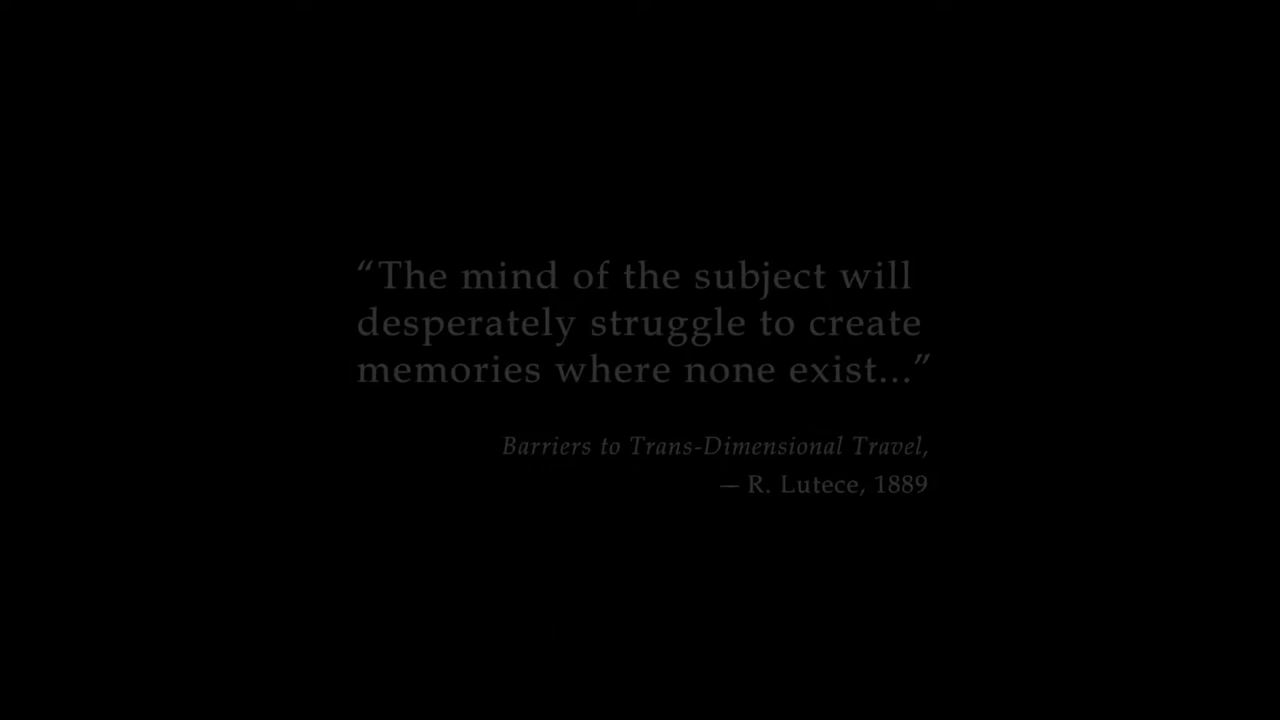 “The mind of the subject will
desperately struggle to create
memories where none exist...”
Barriers to Trans-Dimensional Travel,
— R. Lutece, 1889